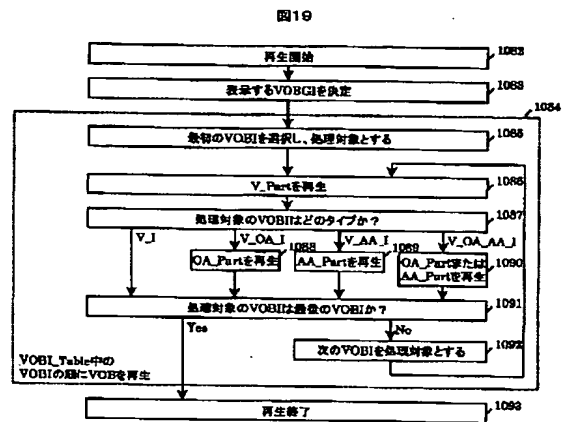 図19
再生開始
1082
表示するVOBGIを決定
1083
1084
最初のVOBIを選択し、処理対象とする
1085
V_Partを再生
1086
処理対象のVOBIはどのタイプか?
1087
V_I
V_OA_I
1088
V_AA_I
1089
V_OA_AA_I
OA_Partを再生
AA_Partを再生
OA_Partまたは
AA_Partを再生
1090
処理対象のVOBIは最後のVOBIか?
1091
Yes
No
次のVOBIを処理対象とする
1092
VOBI_Table中の
VOBIの順にVOBを再生
再生終了
1093